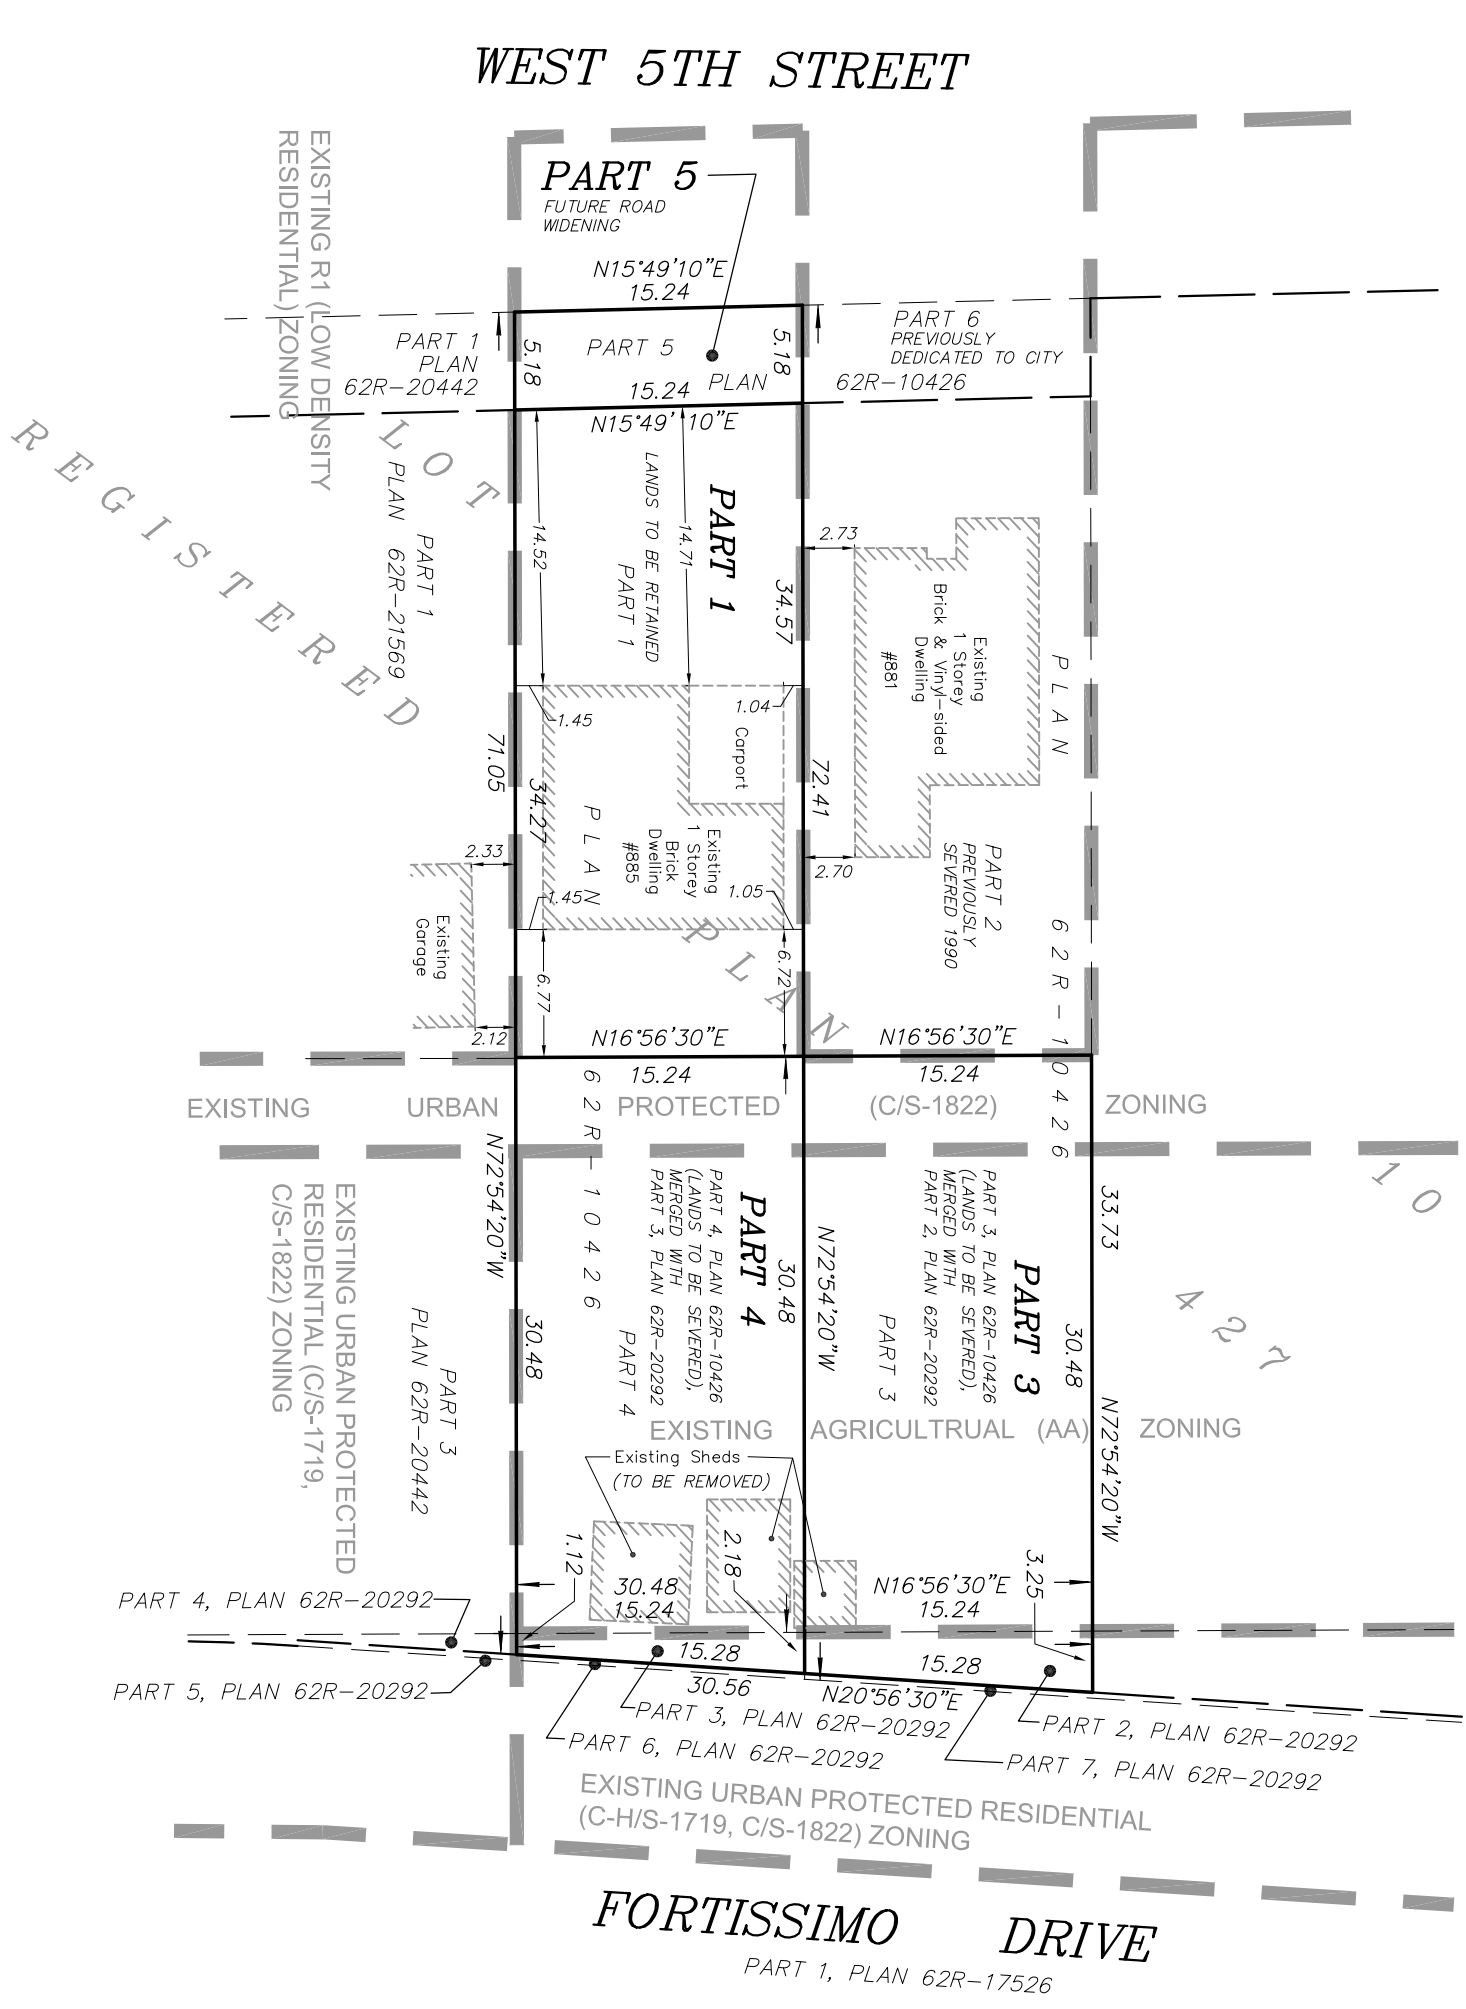 WEST 5TH STREET
EXISTING R1 (LOW DENSITY
RESIDENTIAL) ZONING
PART 5
FUTURE ROAD
WIDENING
N15°49'10"E
15.24
PART 1
PLAN
62R-20442
5.18
PART 5
5.18
PART 6
PREVIOUSLY
DEDICATED TO CITY
15.24
PLAN
62R-10426
N15°49'10"E
REGISTERED
LOT
PART 1
PLAN 62R-21569
14.52
14.71
LANDS TO BE RETAINED
PART 1
PART 1
34.57
2.73
Existing
1 Storey
Brick & Vinyl-sided
Dwelling
#881
PLAN
1.45
1.04
Carport
71.05
34.27
72.41
PLAN
Existing
1 Storey
Brick
Dwelling
#885
2.33
2.70
PART 2
PREVIOUSLY
SEVERED 1990
1.45
1.05
Existing
Garage
6.77
6.72
PLAN
62R-10426
2.12
N16°56'30"E
15.24
N16°56'30"E
15.24
EXISTING URBAN PROTECTED (C/S-1822) ZONING
62R-10426
N72°54'20"W
EXISTING URBAN PROTECTED
RESIDENTIAL (C/S-1719,
C/S-1822) ZONING
PART 4
PART 4, PLAN 62R-10426
(LANDS TO BE SEVERED),
MERGED WITH
PART 3, PLAN 62R-20292
30.48
PART 4
N72°54'20"W
PART 3
PART 3, PLAN 62R-10426
(LANDS TO BE SEVERED),
MERGED WITH
PART 2, PLAN 62R-20292
PART 3
33.73
30.48
10
427
30.48
PART 3
PLAN 62R-20442
N72°54'20"W
EXISTING AGRICULTRUAL (AA) ZONING
Existing Sheds
(TO BE REMOVED)
1.12
2.18
3.25
30.48
15.24
N16°56'30"E
15.24
PART 4, PLAN 62R-20292
15.28
15.28
30.56
N20°56'30"E
PART 5, PLAN 62R-20292
PART 3, PLAN 62R-20292
PART 2, PLAN 62R-20292
PART 6, PLAN 62R-20292
PART 7, PLAN 62R-20292
EXISTING URBAN PROTECTED RESIDENTIAL
(C-H/S-1719, C/S-1822) ZONING
FORTISSIMO DRIVE
PART 1, PLAN 62R-17526